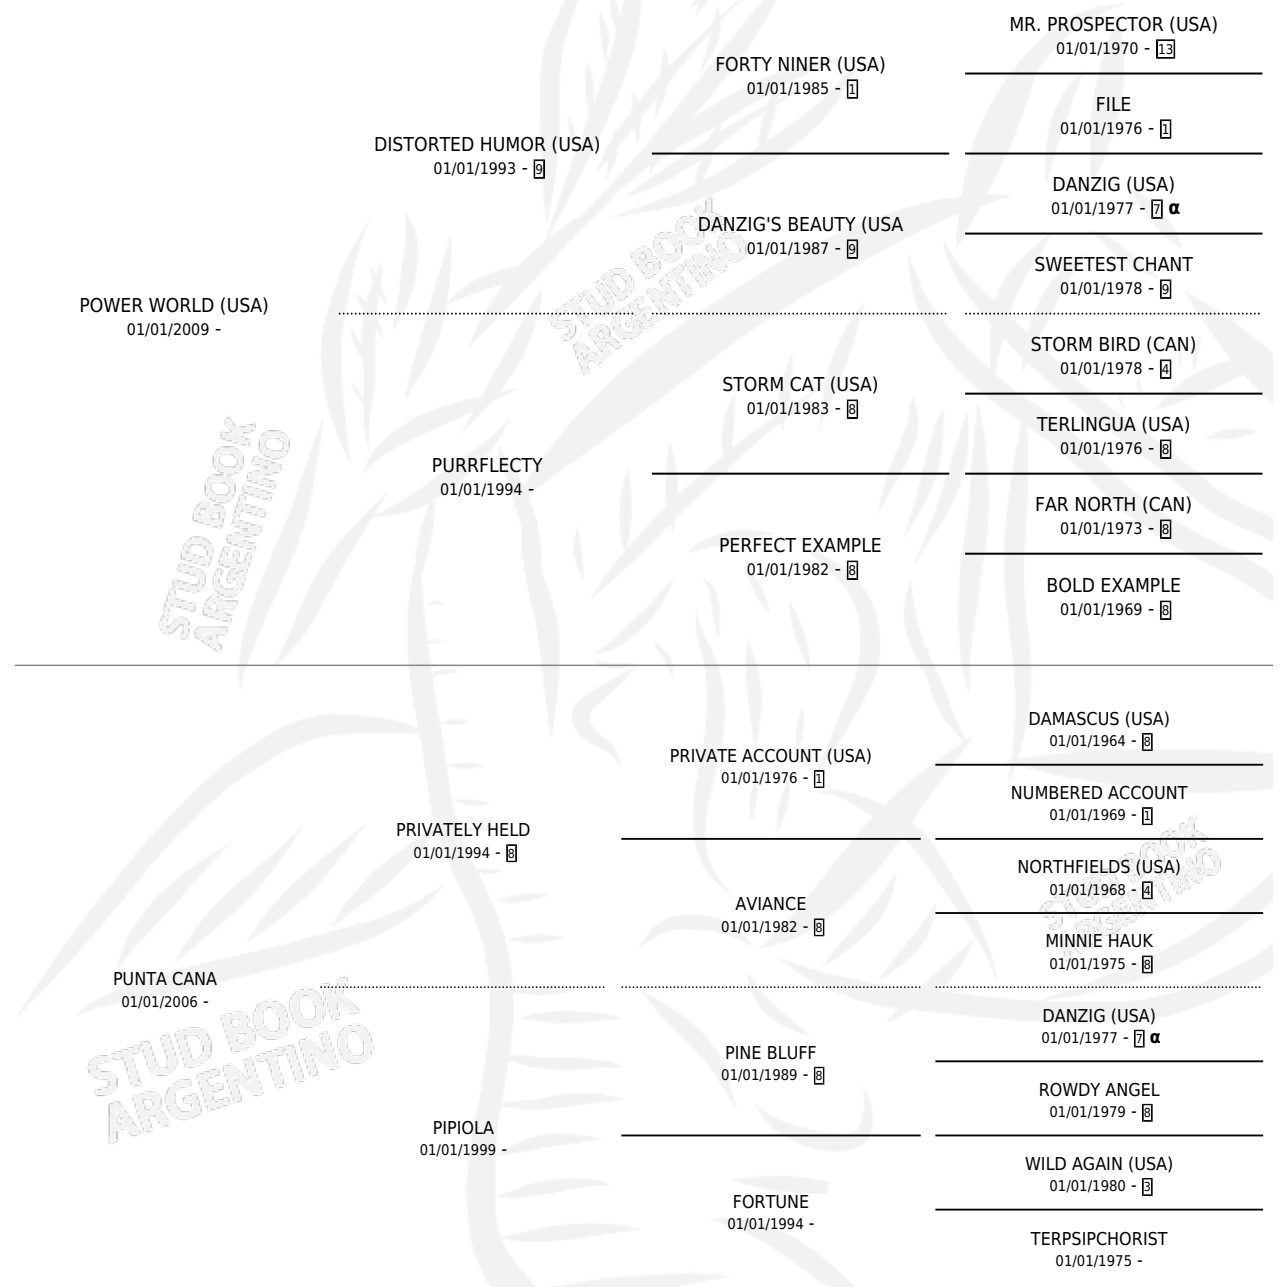 MR. PROSPECTOR (USA)
01/01/1970 - 13
FORTY NINER (USA)
01/01/1985 - 1
FILE
01/01/1976 - 1
DISTORTED HUMOR (USA)
01/01/1993 - 9
DANZIG (USA)
01/01/1977 - 7 α
DANZIG'S BEAUTY (USA
01/01/1987 - 9
SWEETEST CHANT
01/01/1978 - 9
POWER WORLD (USA)
01/01/2009 -
STORM BIRD (CAN)
01/01/1978 - 4
STORM CAT (USA)
01/01/1983 - 8
TERLINGUA (USA)
01/01/1976 - 8
PURRFLECTY
01/01/1994 -
FAR NORTH (CAN)
01/01/1973 - 8
PERFECT EXAMPLE
01/01/1982 - 8
BOLD EXAMPLE
01/01/1969 - 8
DAMASCUS (USA)
01/01/1964 - 8
PRIVATE ACCOUNT (USA)
01/01/1976 - 1
NUMBERED ACCOUNT
01/01/1969 - 1
PRIVATELY HELD
01/01/1994 - 8
NORTHFIELDS (USA)
01/01/1968 - 4
AVIANCE
01/01/1982 - 8
MINNIE HAUK
01/01/1975 - 8
PUNTA CANA
01/01/2006 -
DANZIG (USA)
01/01/1977 - 7 α
PINE BLUFF
01/01/1989 - 8
ROWDY ANGEL
01/01/1979 - 8
PIPIOLA
01/01/1999 -
WILD AGAIN (USA)
01/01/1980 - 3
FORTUNE
01/01/1994 -
TERPSIPCHORIST
01/01/1975 -
STUD BOOK
ARGENTINO
STUD BOOK
ARGENTINO
STUD BOOK
ARGENTINO
STUD BOOK
ARGENTINO